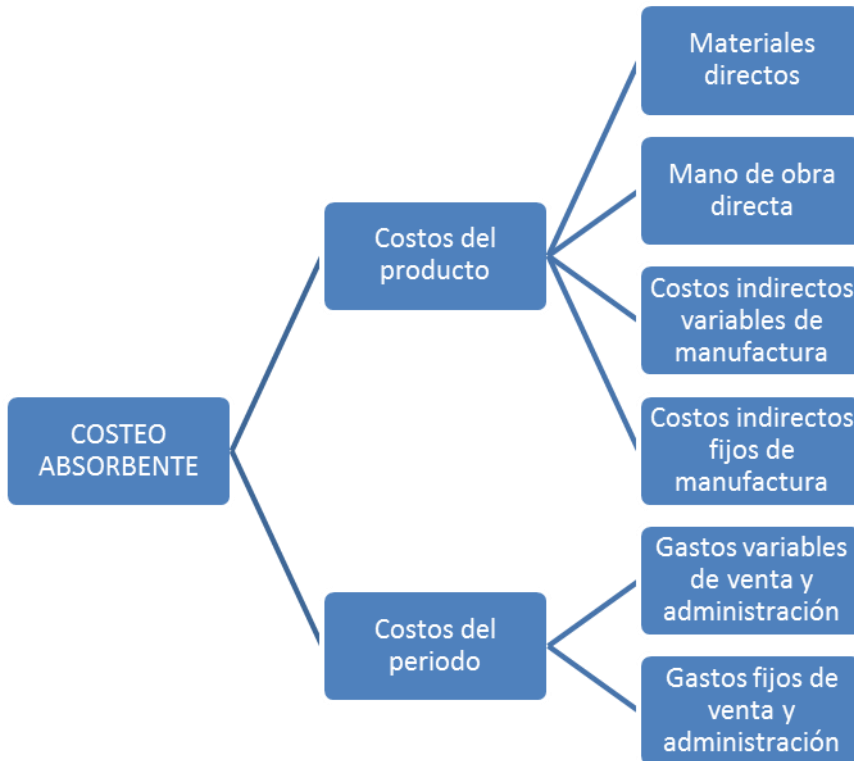 COSTEO
ABSORBENTE
Costos del
producto
Materiales
directos
Mano de obra
directa
Costos indirectos
variables de
manufactura
Costos indirectos
fijos de
manufactura
Costos del
periodo
Gastos variables
de venta y
administración
Gastos fijos de
venta y
administración